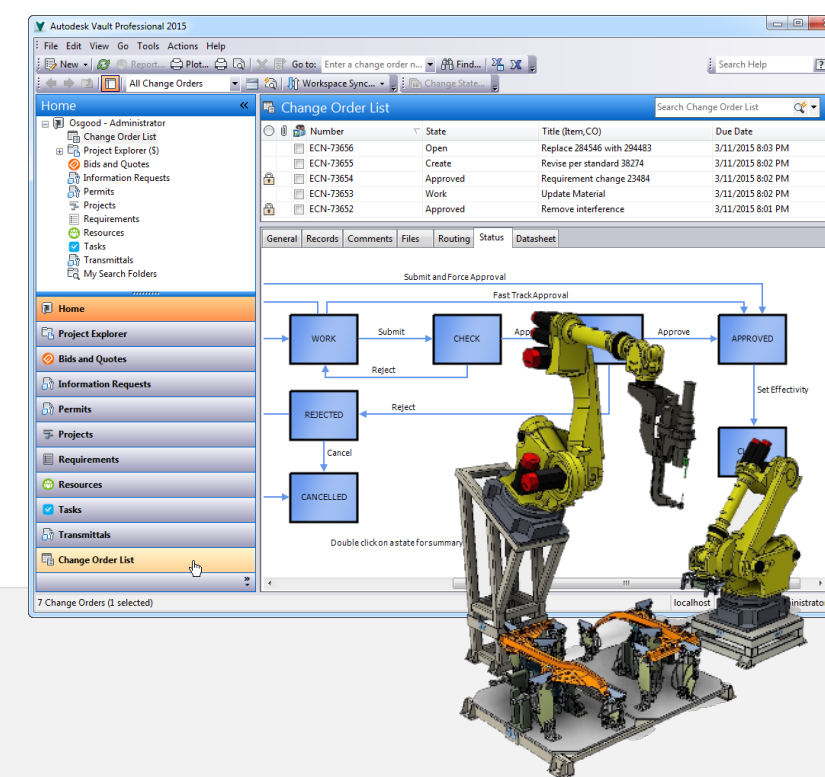 Autodesk Vault Professional 2015
File Edit View Go Tools Actions Help
New Report... Plot... Go to: Enter a change order n... Find... Search Help
All Change Orders Workspace Sync... Change State...
Home «
Osgood - Administrator
Change Order List
Project Explorer ($)
Bids and Quotes
Information Requests
Permits
Projects
Requirements
Resources
Tasks
Transmittals
My Search Folders
Home
Project Explorer
Bids and Quotes
Information Requests
Permits
Projects
Requirements
Resources
Tasks
Transmittals
Change Order List
Change Order List Search Change Order List
Number State Title (Item,CO) Due Date
ECN-73656 Open Replace 284546 with 294483 3/11/2015 8:03 PM
ECN-73655 Create Revise per standard 38274 3/11/2015 8:02 PM
ECN-73654 Approved Requirement change 23484 3/11/2015 8:02 PM
ECN-73653 Work Update Material 3/11/2015 8:02 PM
ECN-73652 Approved Remove interference 3/11/2015 8:01 PM
General Records Comments Files Routing Status Datasheet
Submit and Force Approval
Fast Track Approval
WORK Submit CHECK Approve APPROVED
Reject
Set Effectivity
REJECTED Reject
Cancel
CANCELLED
Double click on a state for summary
7 Change Orders (1 selected) localhost